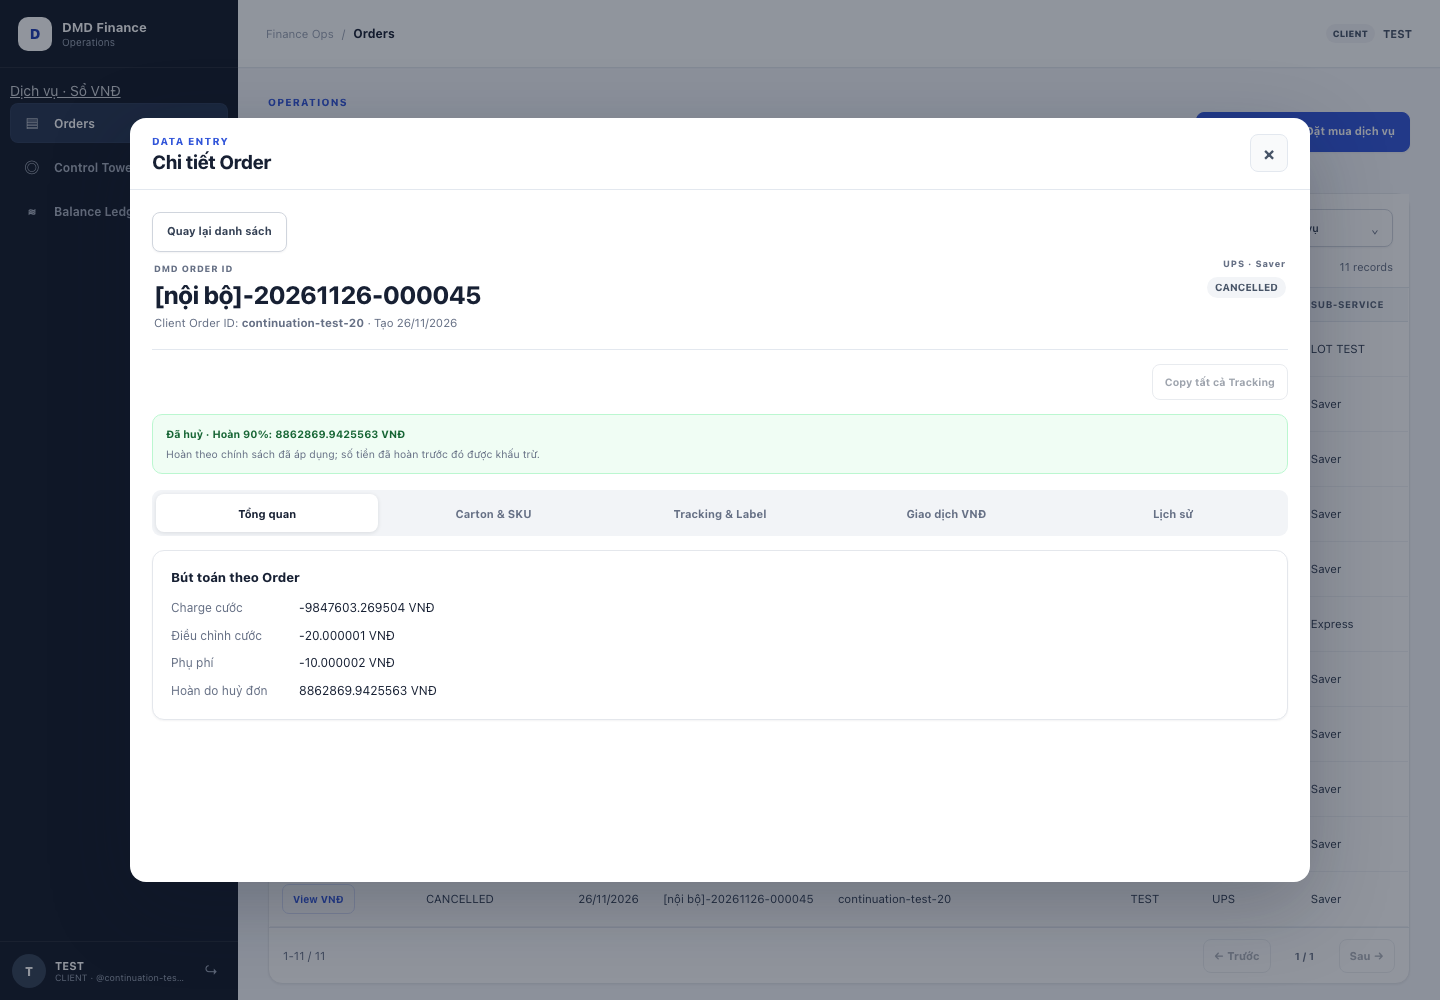 D
DMD Finance
Operations
Finance Ops / Orders
CLIENT TEST
Dịch vụ · Sổ VNĐ
OPERATIONS
Orders
Đặt mua dịch vụ
Control Towe
Balance Ledg
DATA ENTRY
Chi tiết Order
×
Quay lại danh sách
vụ
11 records
DMD ORDER ID
UPS · Saver
[nội bộ]-20261126-000045
CANCELLED
Client Order ID: continuation-test-20 · Tạo 26/11/2026
SUB-SERVICE
LOT TEST
Copy tất cả Tracking
Saver
Đã huỷ · Hoàn 90%: 8862869.9425563 VNĐ
Hoàn theo chính sách đã áp dụng; số tiền đã hoàn trước đó được khấu trừ.
Saver
Tổng quan
Carton & SKU
Tracking & Label
Giao dịch VNĐ
Lịch sử
Saver
Saver
Bút toán theo Order
Charge cước -9847603.269504 VNĐ
Express
Điều chỉnh cước -20.000001 VNĐ
Phụ phí -10.000002 VNĐ
Saver
Hoàn do huỷ đơn 8862869.9425563 VNĐ
Saver
Saver
Saver
View VNĐ CANCELLED 26/11/2026 [nội bộ]-20261126-000045 continuation-test-20 TEST UPS Saver
1-11 / 11
← Trước 1 / 1 Sau →
T
TEST
CLIENT · @continuation-tes...